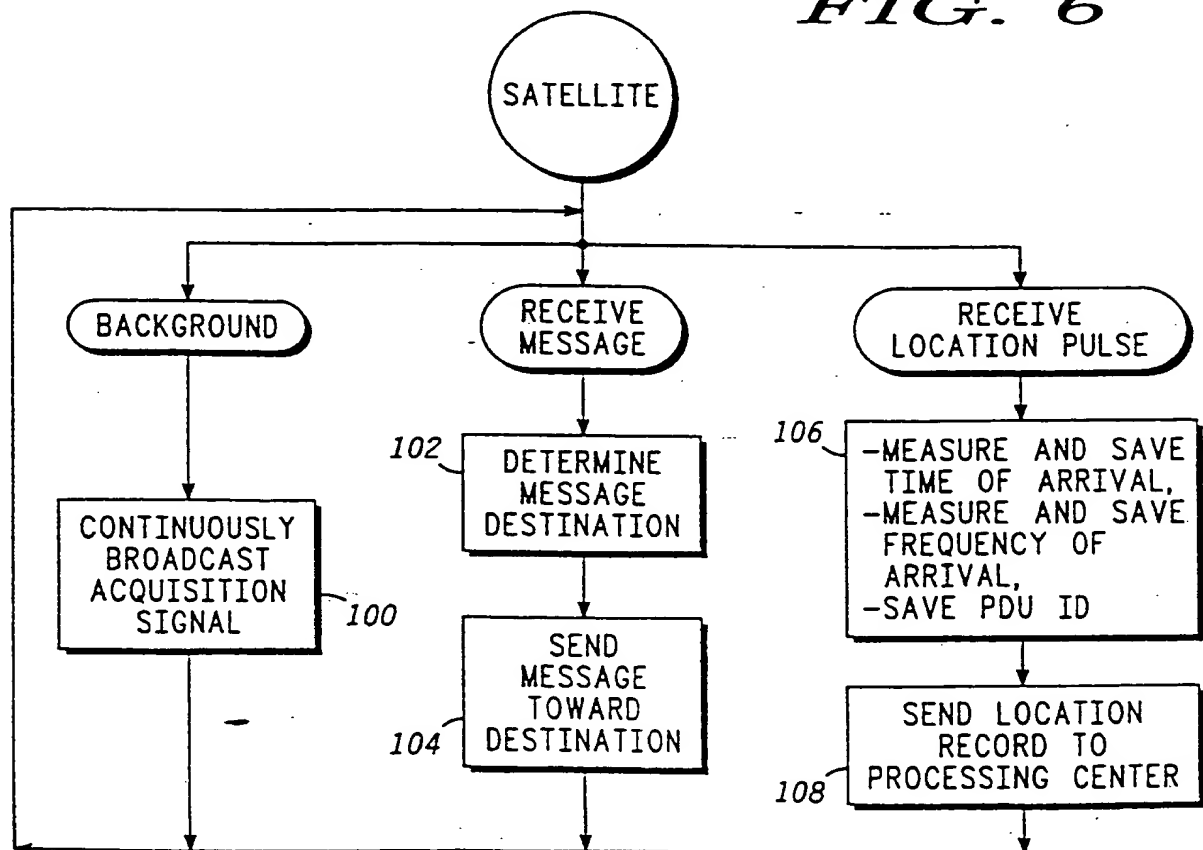 FIG. 6
SATELLITE
BACKGROUND
RECEIVE
MESSAGE
RECEIVE
LOCATION PULSE
102
DETERMINE
MESSAGE
DESTINATION
106
-MEASURE AND SAVE
TIME OF ARRIVAL,
-MEASURE AND SAVE
FREQUENCY OF
ARRIVAL,
-SAVE PDU ID
CONTINUOUSLY
BROADCAST
ACQUISITION
SIGNAL
100
SEND
MESSAGE
TOWARD
DESTINATION
104
SEND LOCATION
RECORD TO
PROCESSING CENTER
108